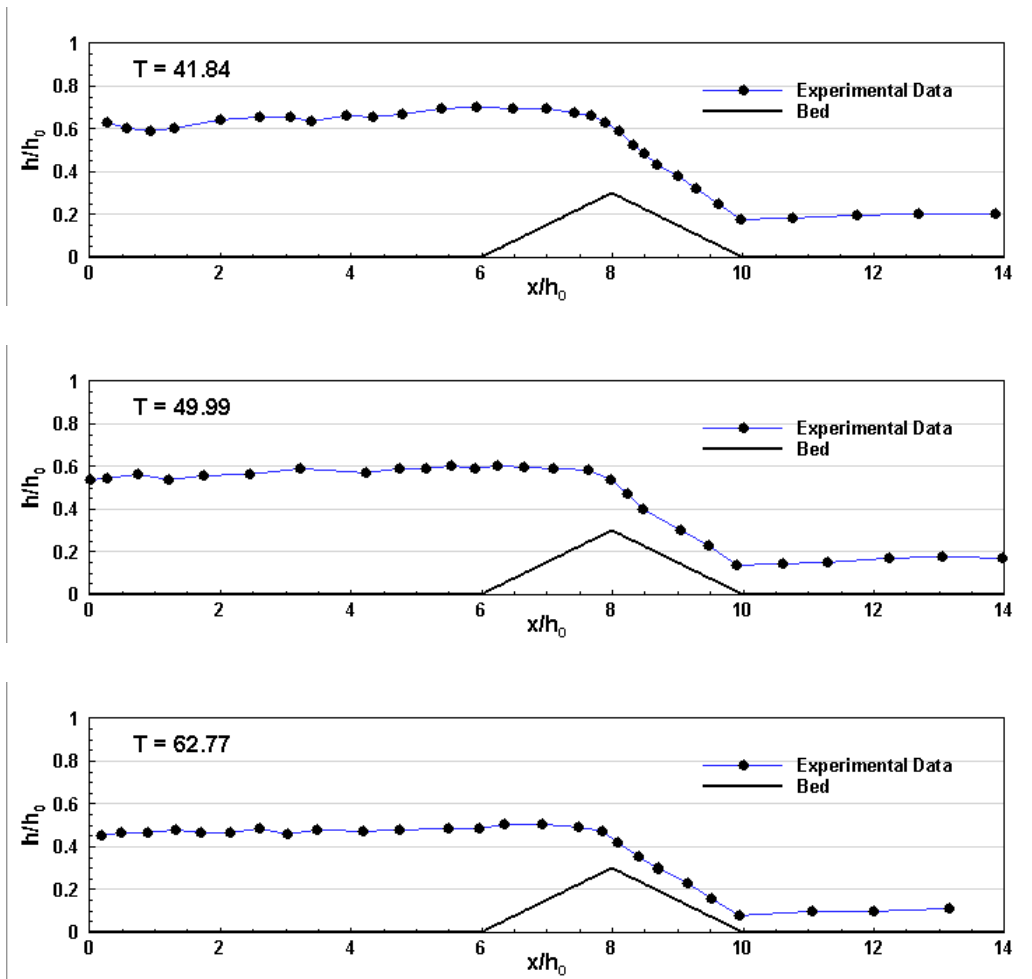 1
T = 41.84
0.8
Experimental Data
Bed
0.6
h/h₀
0.4
0.2
0
0 2 4 6 8 10 12 14
x/h₀
1
T = 49.99
0.8
Experimental Data
Bed
0.6
h/h₀
0.4
0.2
0
0 2 4 6 8 10 12 14
x/h₀
1
T = 62.77
0.8
Experimental Data
Bed
0.6
h/h₀
0.4
0.2
0
0 2 4 6 8 10 12 14
x/h₀